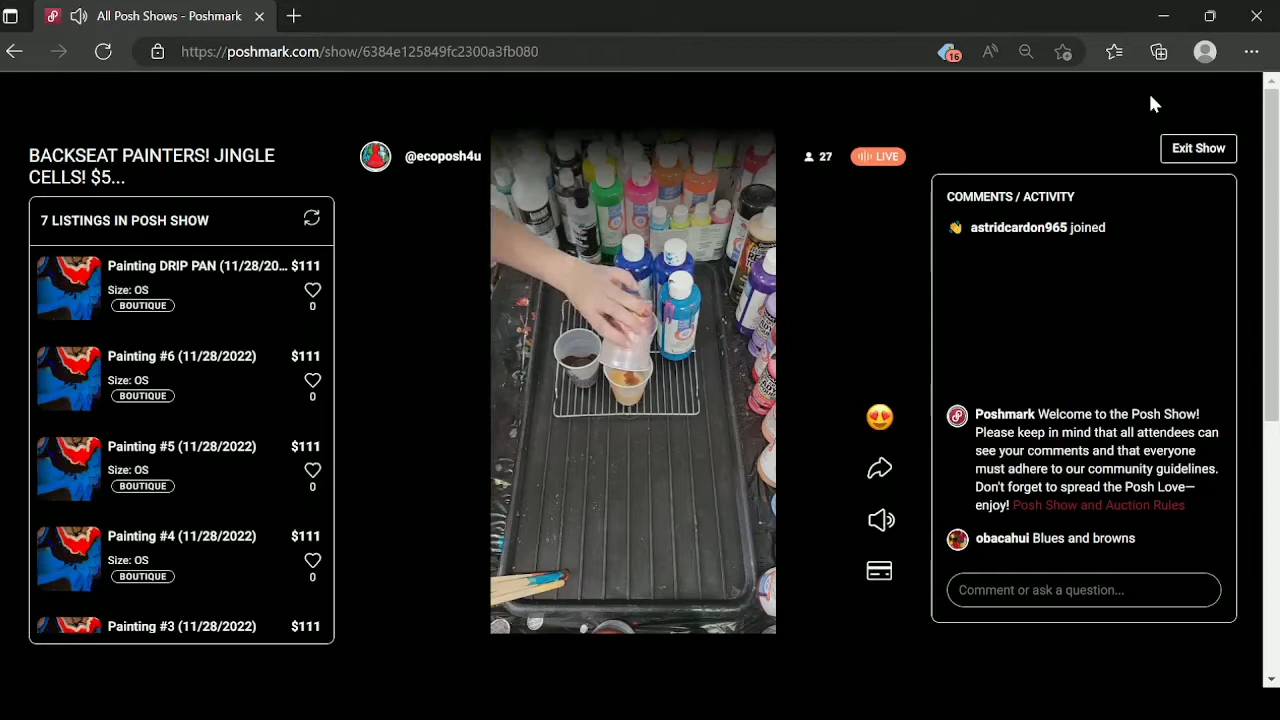 All Posh Shows - Poshmark
https://poshmark.com/show/6384e125849fc2300a3fb080
16
BACKSEAT PAINTERS! JINGLE
CELLS! $5...
@ecoposh4u
27
LIVE
Exit Show
7 LISTINGS IN POSH SHOW
Painting DRIP PAN (11/28/20... $111
Size: OS
BOUTIQUE
0
Painting #6 (11/28/2022) $111
Size: OS
BOUTIQUE
0
Painting #5 (11/28/2022) $111
Size: OS
BOUTIQUE
0
Painting #4 (11/28/2022) $111
Size: OS
BOUTIQUE
0
Painting #3 (11/28/2022) $111
COMMENTS / ACTIVITY
👋 astridcardon965 joined
Poshmark Welcome to the Posh Show!
Please keep in mind that all attendees can
see your comments and that everyone
must adhere to our community guidelines.
Don't forget to spread the Posh Love—
enjoy! Posh Show and Auction Rules
obacahui Blues and browns
Comment or ask a question...